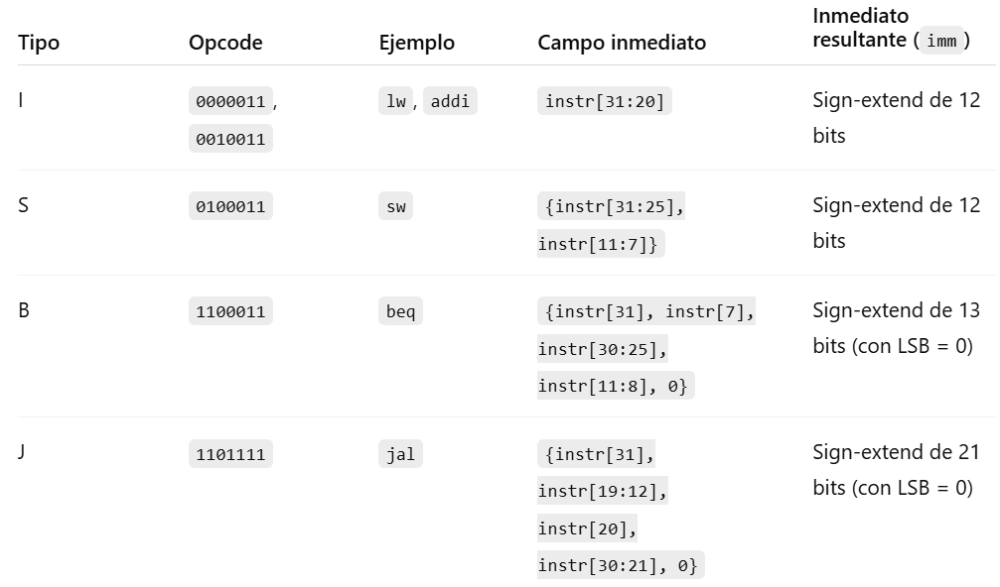 Tipo Opcode Ejemplo Campo inmediato Inmediato
resultante ( imm )
I 0000011 , lw , addi instr[31:20] Sign-extend de 12
0010011 bits
S 0100011 sw {instr[31:25], Sign-extend de 12
instr[11:7]} bits
B 1100011 beq {instr[31], instr[7], Sign-extend de 13
instr[30:25], bits (con LSB = 0)
instr[11:8], 0}
J 1101111 jal {instr[31], Sign-extend de 21
instr[19:12], bits (con LSB = 0)
instr[20],
instr[30:21], 0}